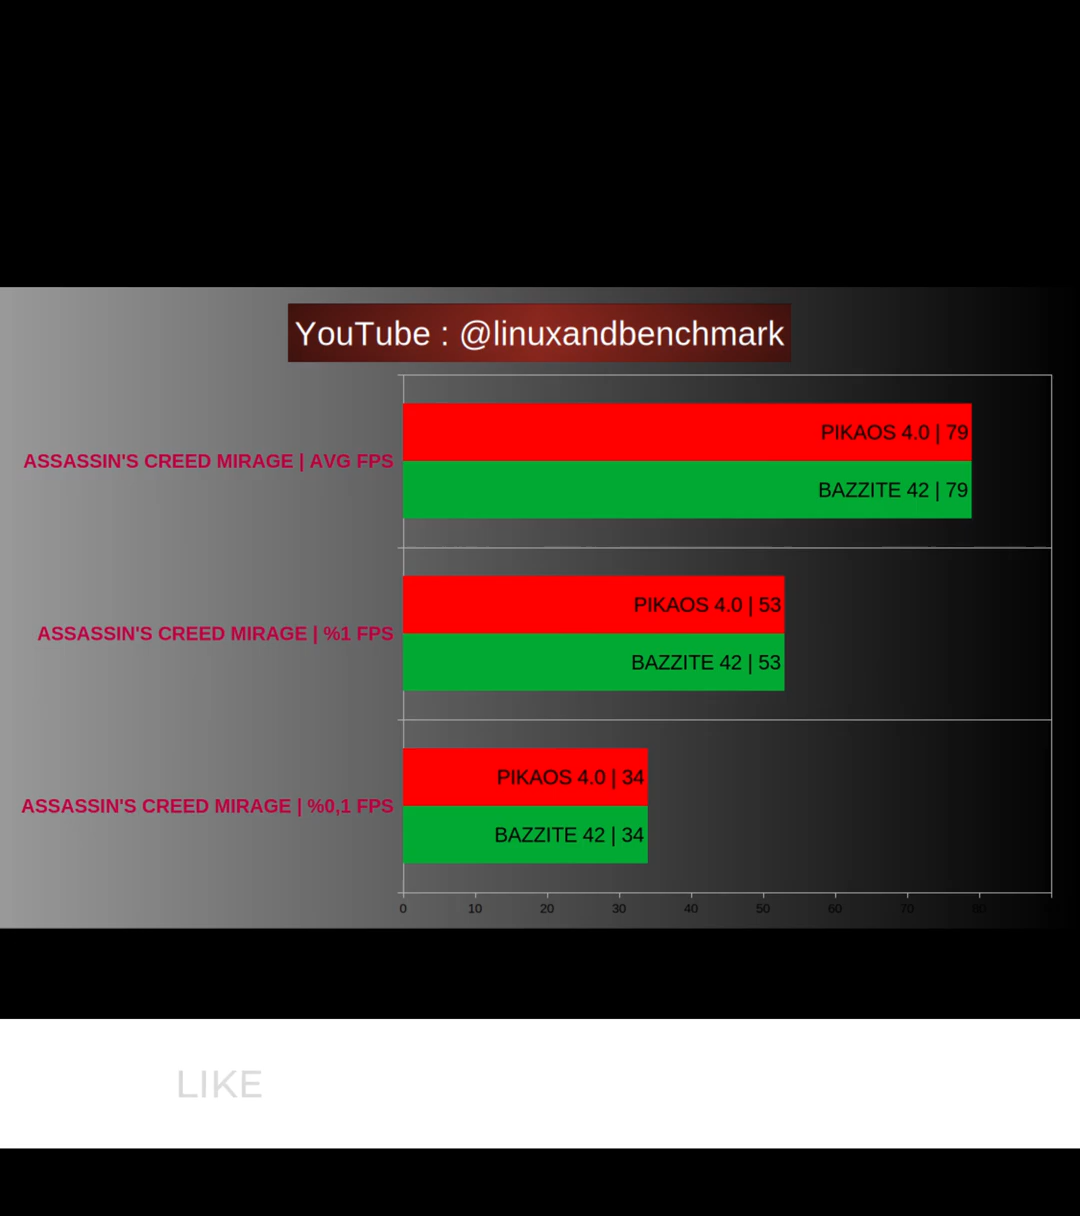 YouTube : @linuxandbenchmark
PIKAOS 4.0 | 79
ASSASSIN'S CREED MIRAGE | AVG FPS
BAZZITE 42 | 79
PIKAOS 4.0 | 53
ASSASSIN'S CREED MIRAGE | %1 FPS
BAZZITE 42 | 53
PIKAOS 4.0 | 34
ASSASSIN'S CREED MIRAGE | %0,1 FPS
BAZZITE 42 | 34
0 10 20 30 40 50 60 70 80
LIKE